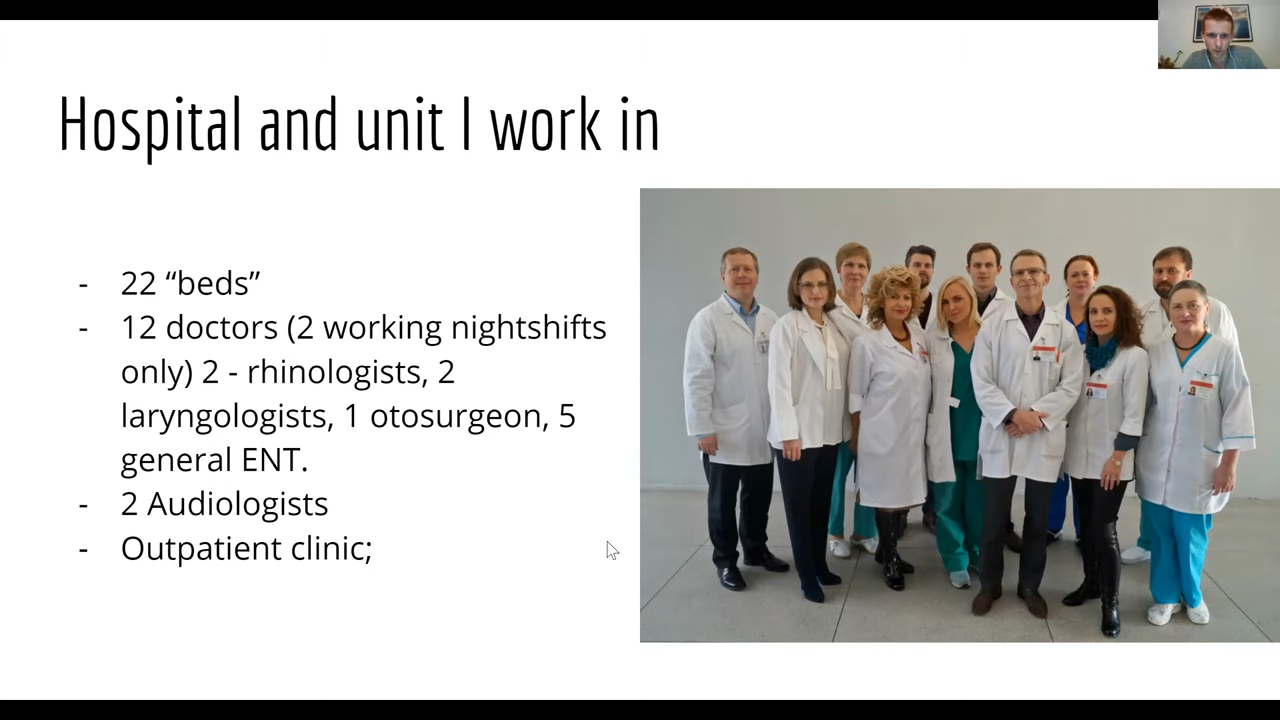 Hospital and unit I work in
- 22 “beds”
- 12 doctors (2 working nightshifts
only) 2 - rhinologists, 2
laryngologists, 1 otosurgeon, 5
general ENT.
- 2 Audiologists
- Outpatient clinic;